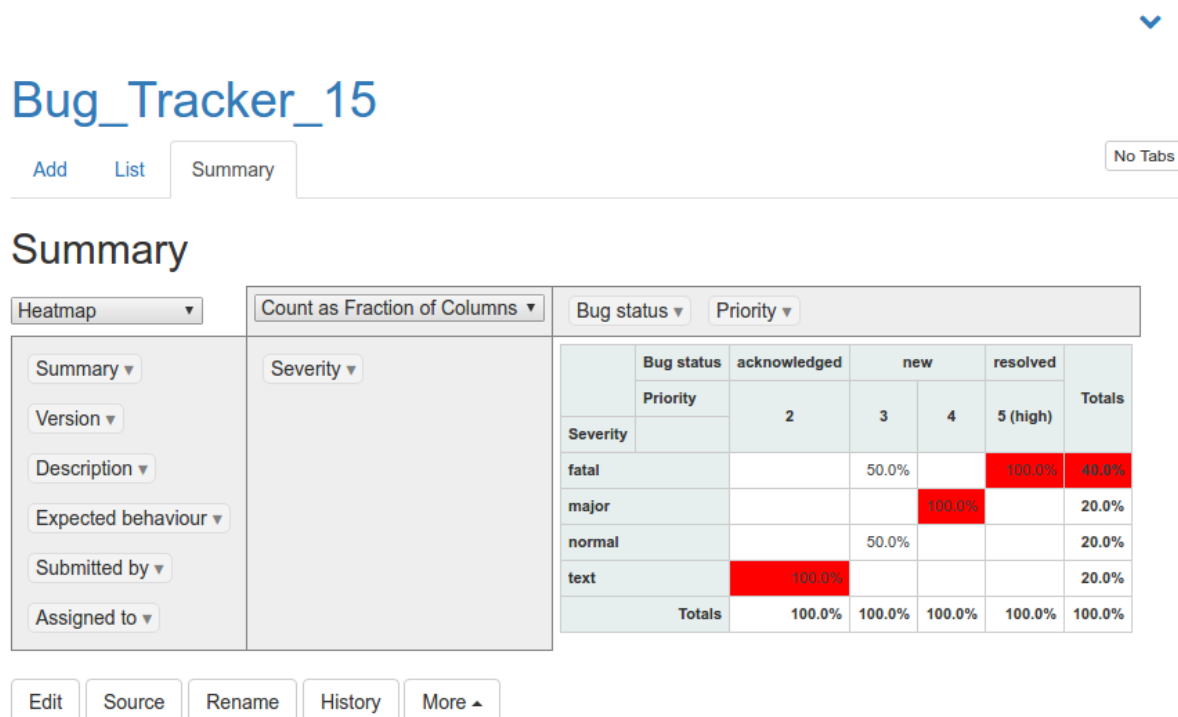 Bug_Tracker_15
Add List Summary
No Tabs
Summary
Heatmap ▼ Count as Fraction of Columns ▼ Bug status ▼ Priority ▼
Summary ▼
Version ▼
Description ▼
Expected behaviour ▼
Submitted by ▼
Assigned to ▼
Severity ▼
Bug status acknowledged new resolved Totals
Priority 2 3 4 5 (high)
Severity
fatal 50.0% 100.0% 40.0%
major 100.0% 20.0%
normal 50.0% 20.0%
text 100.0% 20.0%
Totals 100.0% 100.0% 100.0% 100.0% 100.0%
Edit Source Rename History More